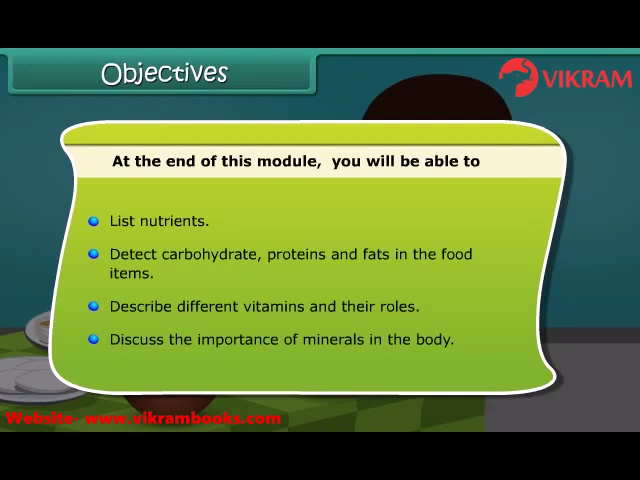 Objectives
VIKRAM
At the end of this module, you will be able to
List nutrients.
Detect carbohydrate, proteins and fats in the food
items.
Describe different vitamins and their roles.
Discuss the importance of minerals in the body.
Website- www.vikrambooks.com